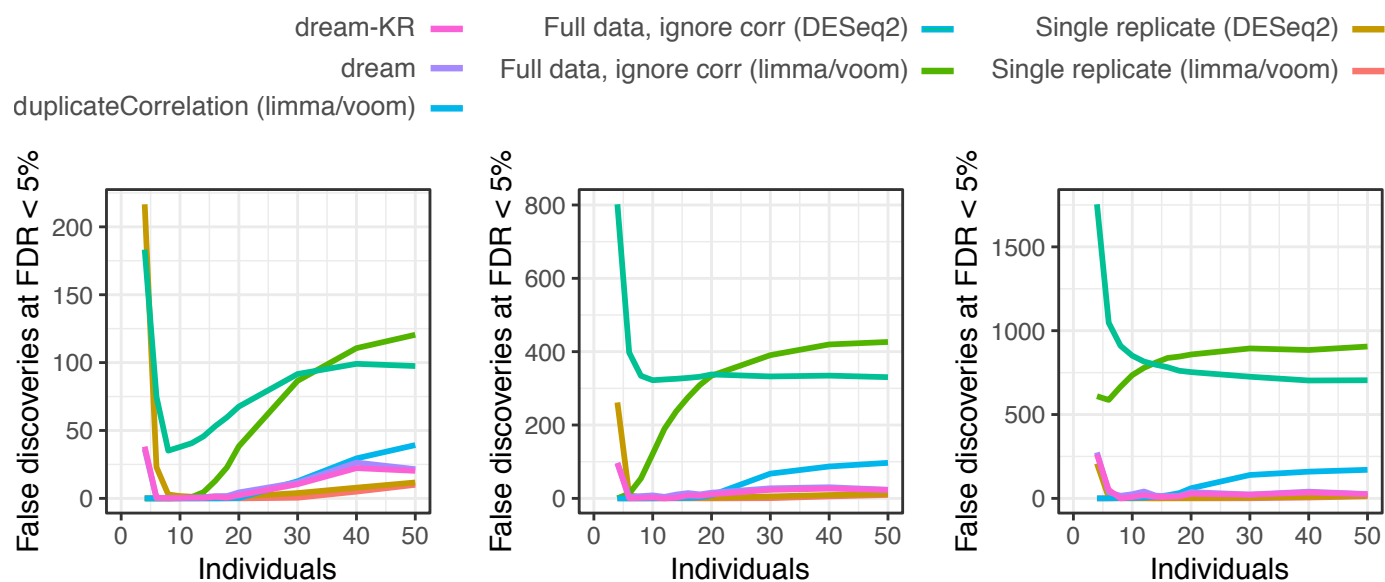 dream-KR
dream
duplicateCorrelation (limma/voom)
Full data, ignore corr (DESeq2)
Full data, ignore corr (limma/voom)
Single replicate (DESeq2)
Single replicate (limma/voom)
False discoveries at FDR < 5%
200
150
100
50
0
0 10 20 30 40 50
Individuals
False discoveries at FDR < 5%
800
600
400
200
0
0 10 20 30 40 50
Individuals
False discoveries at FDR < 5%
1500
1000
500
0
0 10 20 30 40 50
Individuals